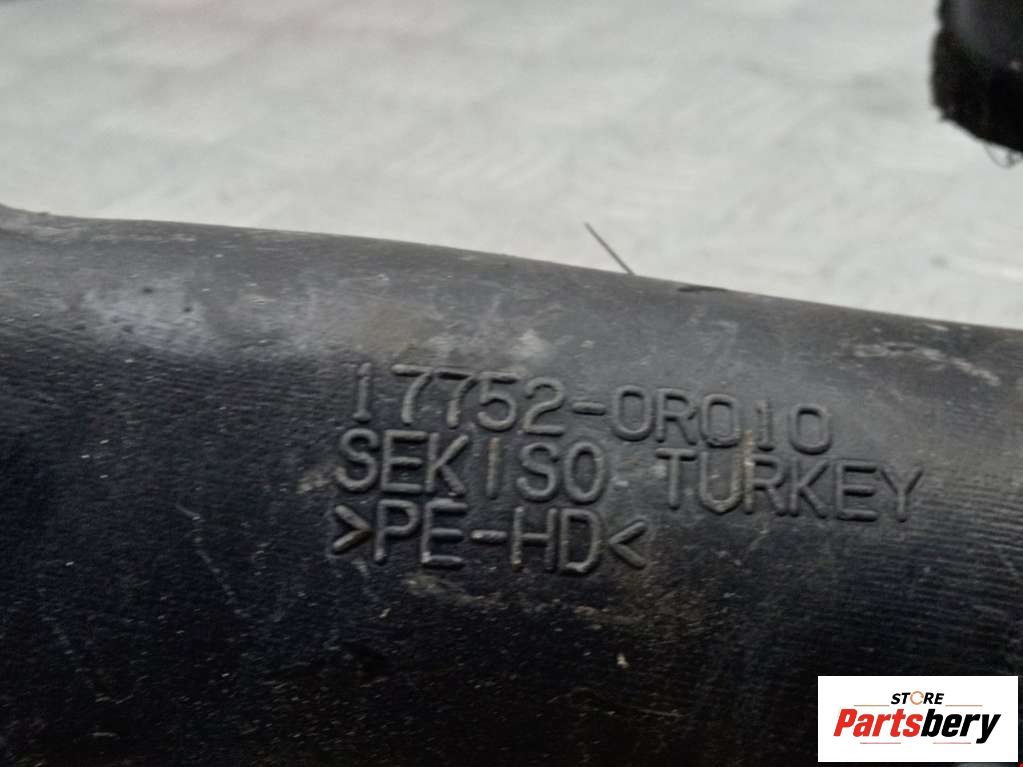 17752-0R010
SEKISO TURKEY
>PE-HD<
STORE
Partsbery